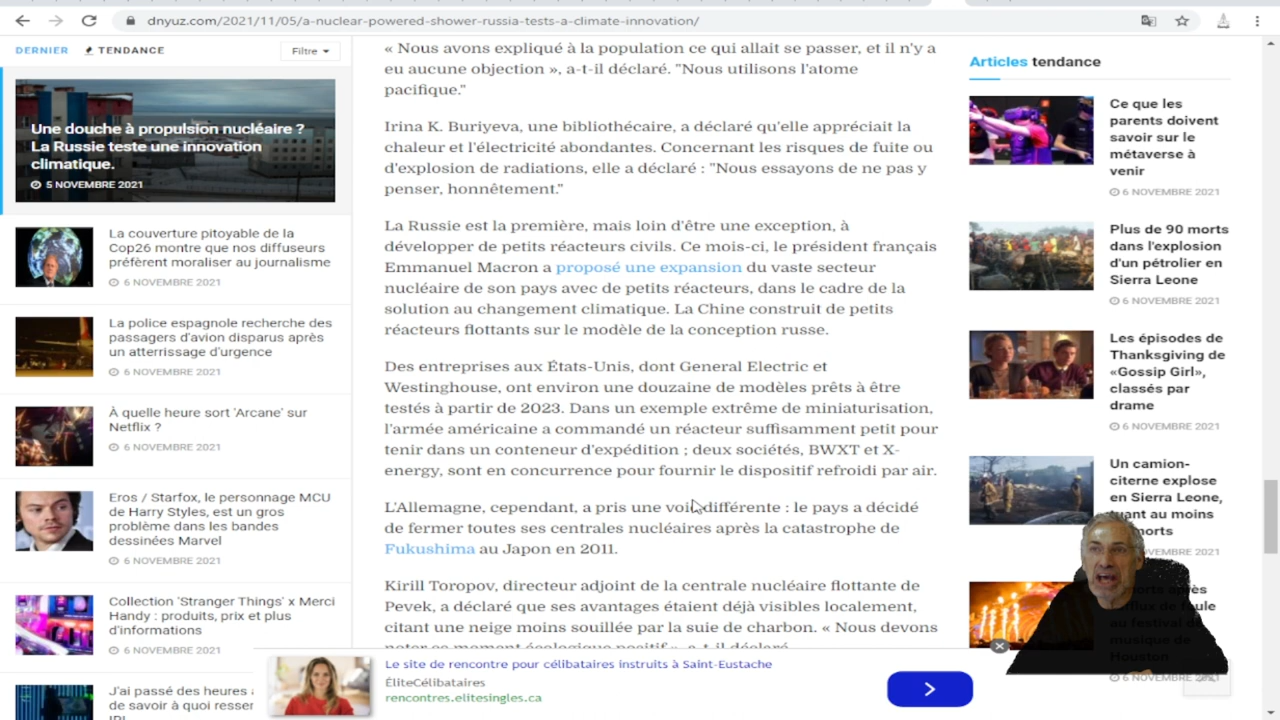 dnyuz.com/2021/11/05/a-nuclear-powered-shower-russia-tests-a-climate-innovation/
DERNIER
TENDANCE
Filtre
Une douche à propulsion nucléaire ?
La Russie teste une innovation
climatique.
5 NOVEMBRE 2021
La couverture pitoyable de la
Cop26 montre que nos diffuseurs
préfèrent moraliser au journalisme
6 NOVEMBRE 2021
La police espagnole recherche des
passagers d'avion disparus après
un atterrissage d'urgence
6 NOVEMBRE 2021
À quelle heure sort 'Arcane' sur
Netflix ?
6 NOVEMBRE 2021
Eros / Starfox, le personnage MCU
de Harry Styles, est un gros
problème dans les bandes
dessinées Marvel
6 NOVEMBRE 2021
Collection 'Stranger Things' x Merci
Handy : produits, prix et plus
d'informations
6 NOVEMBRE 2021
J'ai passé des heures
de savoir à quoi resser
« Nous avons expliqué à la population ce qui allait se passer, et il n'y a
eu aucune objection », a-t-il déclaré. "Nous utilisons l'atome
pacifique."
Irina K. Buriyeva, une bibliothécaire, a déclaré qu'elle appréciait la
chaleur et l'électricité abondantes. Concernant les risques de fuite ou
d'explosion de radiations, elle a déclaré : "Nous essayons de ne pas y
penser, honnêtement."
La Russie est la première, mais loin d'être une exception, à
développer de petits réacteurs civils. Ce mois-ci, le président français
Emmanuel Macron a proposé une expansion du vaste secteur
nucléaire de son pays avec de petits réacteurs, dans le cadre de la
solution au changement climatique. La Chine construit de petits
réacteurs flottants sur le modèle de la conception russe.
Des entreprises aux États-Unis, dont General Electric et
Westinghouse, ont environ une douzaine de modèles prêts à être
testés à partir de 2023. Dans un exemple extrême de miniaturisation,
l'armée américaine a commandé un réacteur suffisamment petit pour
tenir dans un conteneur d'expédition ; deux sociétés, BWXT et X-
energy, sont en concurrence pour fournir le dispositif refroidi par air.
L'Allemagne, cependant, a pris une voie différente : le pays a décidé
de fermer toutes ses centrales nucléaires après la catastrophe de
Fukushima au Japon en 2011.
Kirill Toropov, directeur adjoint de la centrale nucléaire flottante de
Pevek, a déclaré que ses avantages étaient déjà visibles localement,
citant une neige moins souillée par la suie de charbon. « Nous devons
noter ce moment écologique positif », a-t-il déclaré.
Articles tendance
Ce que les
parents doivent
savoir sur le
métaverse à
venir
6 NOVEMBRE 2021
Plus de 90 morts
dans l'explosion
d'un pétrolier en
Sierra Leone
6 NOVEMBRE 2021
Les épisodes de
Thanksgiving de
«Gossip Girl»,
classés par
drame
6 NOVEMBRE 2021
Un camion-
citerne explose
en Sierra Leone,
tuant au moins
morts
NOVEMBRE 2021
morts après
l'afflux de foule
au festival de
musique de
Houston
6 NOVEMBRE 2021
Le site de rencontre pour célibataires instruits à Saint-Eustache
ÉliteCélibataires
rencontres.elitesingles.ca